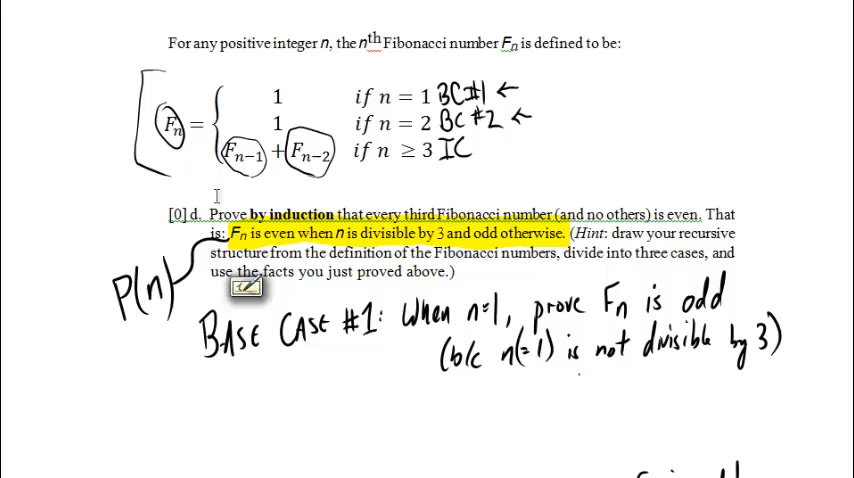 For any positive integer n, the nth Fibonacci number Fn is defined to be:
1 if n = 1 BC#1 ←
Fn = { 1 if n = 2 BC #2 ←
Fn−1 + Fn−2 if n ≥ 3 IC
[0] d. Prove by induction that every third Fibonacci number (and no others) is even. That
is: Fn is even when n is divisible by 3 and odd otherwise. (Hint: draw your recursive
structure from the definition of the Fibonacci numbers, divide into three cases, and
use the facts you just proved above.)
P(n)
BASE CASE #1: When n=1, prove Fn is odd
(b/c n(=1) is not divisible by 3)